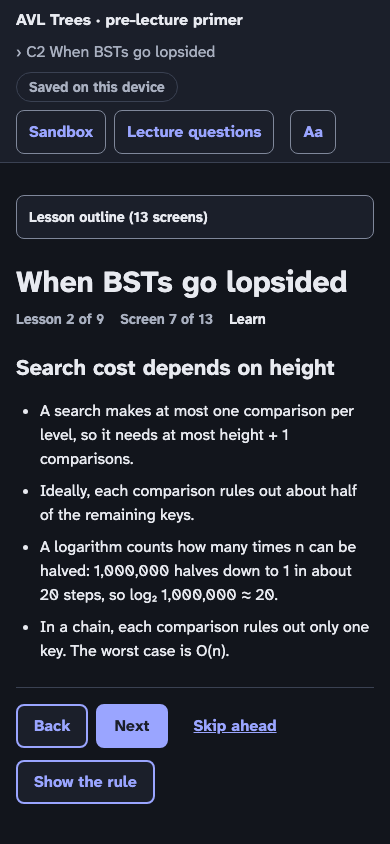 AVL Trees · pre-lecture primer
› C2 When BSTs go lopsided
Saved on this device
Sandbox
Lecture questions
Aa
Lesson outline (13 screens)
When BSTs go lopsided
Lesson 2 of 9 Screen 7 of 13 Learn
Search cost depends on height
• A search makes at most one comparison per
level, so it needs at most height + 1
comparisons.
• Ideally, each comparison rules out about half
of the remaining keys.
• A logarithm counts how many times n can be
halved: 1,000,000 halves down to 1 in about
20 steps, so log₂ 1,000,000 ≈ 20.
• In a chain, each comparison rules out only one
key. The worst case is O(n).
Back
Next
Skip ahead
Show the rule